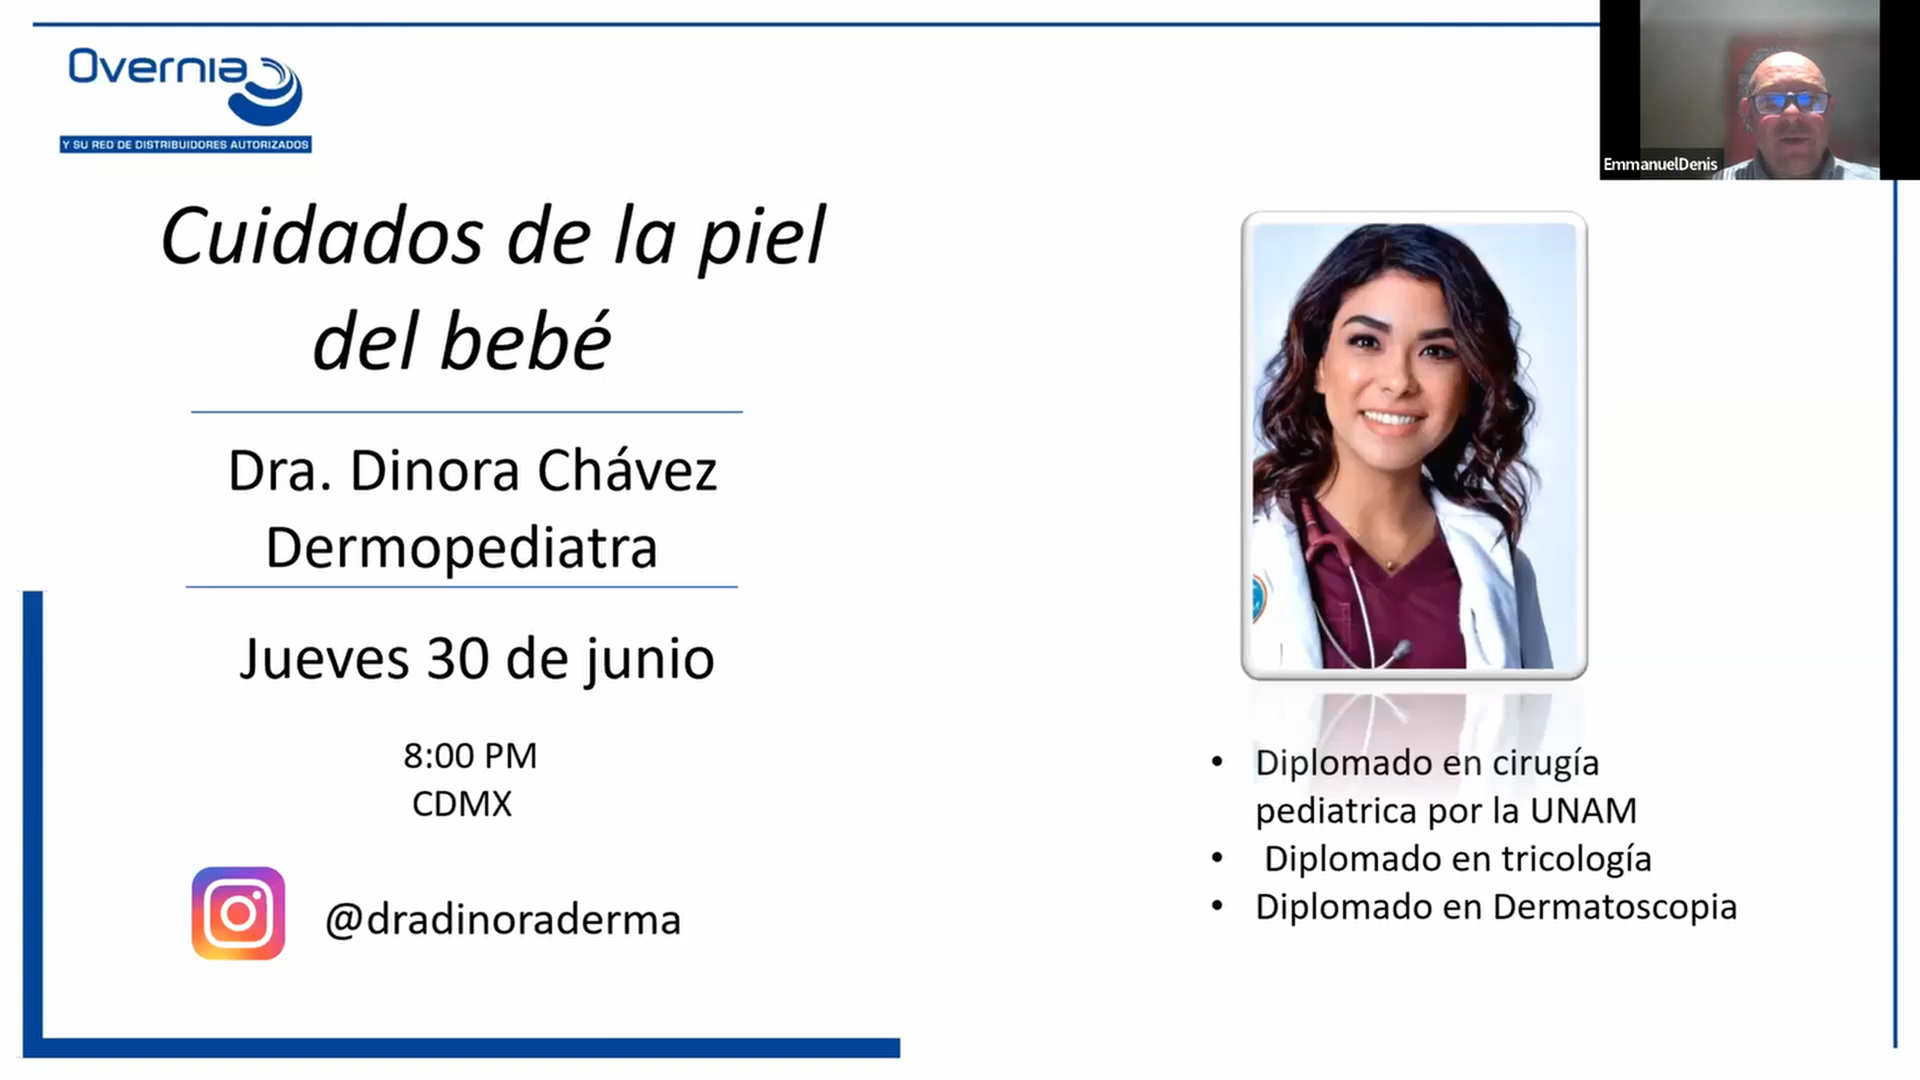 Overnia
Y SU RED DE DISTRIBUIDORES AUTORIZADOS
EmmanuelDenis
Cuidados de la piel
del bebé
Dra. Dinora Chávez
Dermopediatra
Jueves 30 de junio
8:00 PM
CDMX
@dradinoraderma
• Diplomado en cirugía
pediatrica por la UNAM
• Diplomado en tricología
• Diplomado en Dermatoscopia